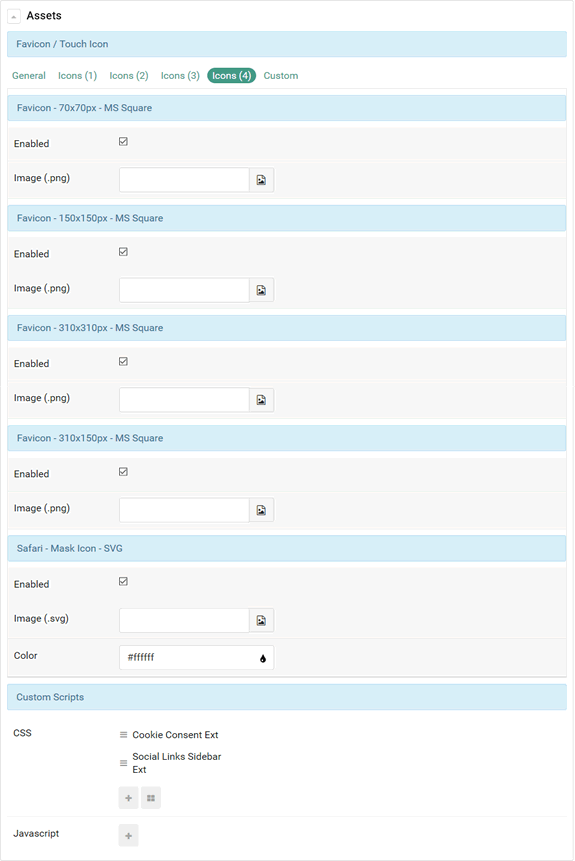 Assets
Favicon / Touch Icon
General Icons (1) Icons (2) Icons (3) Icons (4) Custom
Favicon - 70x70px - MS Square
Enabled
Image (.png)
Favicon - 150x150px - MS Square
Enabled
Image (.png)
Favicon - 310x310px - MS Square
Enabled
Image (.png)
Favicon - 310x150px - MS Square
Enabled
Image (.png)
Safari - Mask Icon - SVG
Enabled
Image (.svg)
Color #ffffff
Custom Scripts
CSS Cookie Consent Ext
Social Links Sidebar
Ext
Javascript